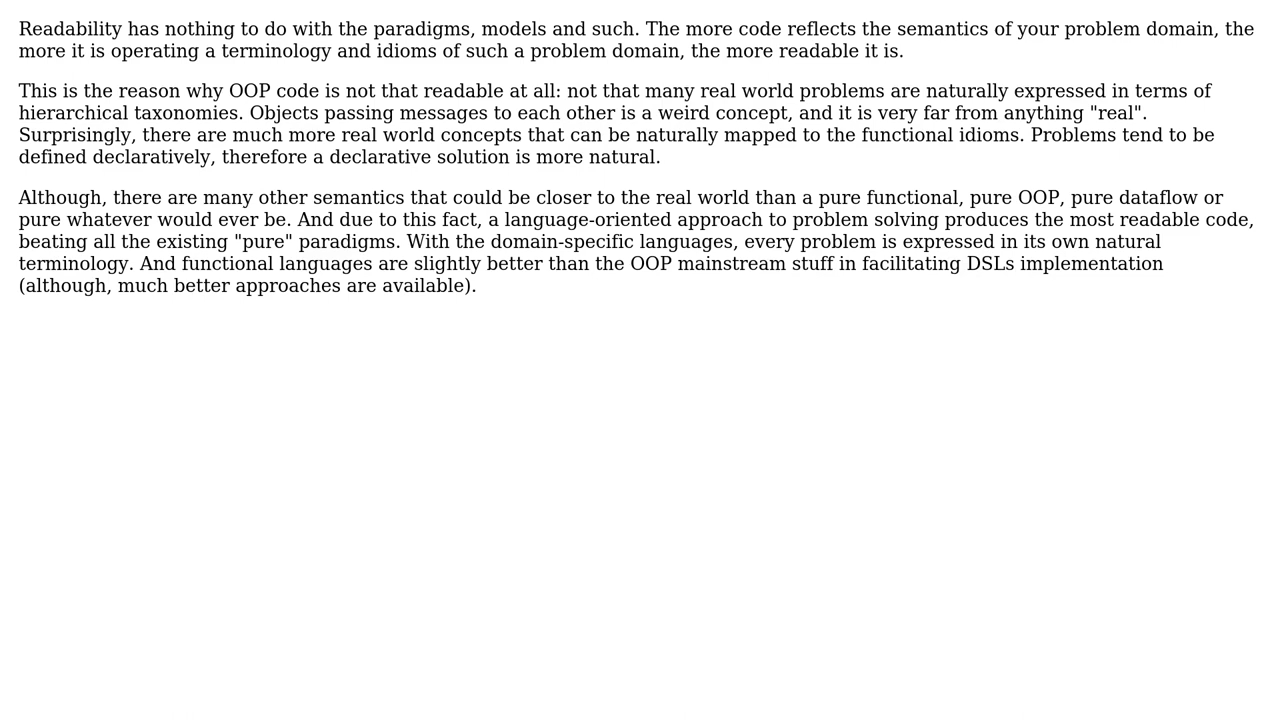 Readability has nothing to do with the paradigms, models and such. The more code reflects the semantics of your problem domain, the
more it is operating a terminology and idioms of such a problem domain, the more readable it is.
This is the reason why OOP code is not that readable at all: not that many real world problems are naturally expressed in terms of
hierarchical taxonomies. Objects passing messages to each other is a weird concept, and it is very far from anything "real".
Surprisingly, there are much more real world concepts that can be naturally mapped to the functional idioms. Problems tend to be
defined declaratively, therefore a declarative solution is more natural.
Although, there are many other semantics that could be closer to the real world than a pure functional, pure OOP, pure dataflow or
pure whatever would ever be. And due to this fact, a language-oriented approach to problem solving produces the most readable code,
beating all the existing "pure" paradigms. With the domain-specific languages, every problem is expressed in its own natural
terminology. And functional languages are slightly better than the OOP mainstream stuff in facilitating DSLs implementation
(although, much better approaches are available).